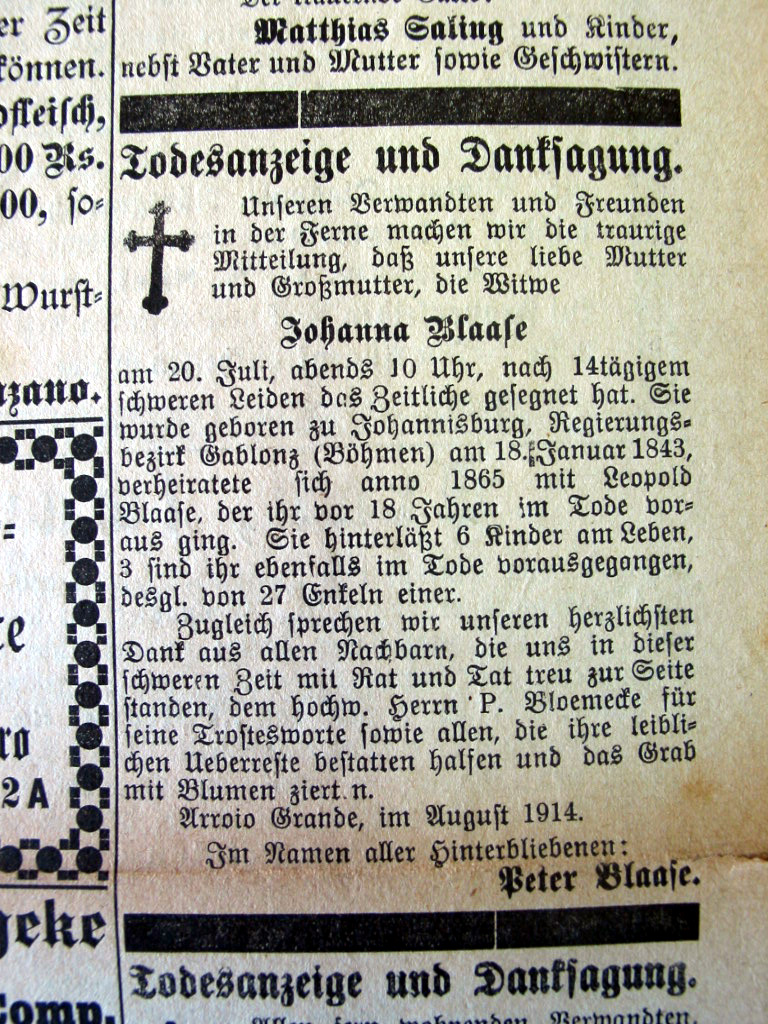 er Zeit
können.
fleisch,
00 Rs.
00, so-
Wurst-
zano.
te
ro
2 A
jeke
Comp.
Matthias Saling und Kinder,
nebst Vater und Mutter sowie Geschwistern.
Todesanzeige und Danksagung.
Unseren Verwandten und Freunden
in der Ferne machen wir die traurige
Mitteilung, daß unsere liebe Mutter
und Großmutter, die Witwe
Johanna Blaase
am 20. Juli, abends 10 Uhr, nach 14tägigem
schweren Leiden das Zeitliche gesegnet hat. Sie
wurde geboren zu Johannisburg, Regierungs-
bezirk Gablonz (Böhmen) am 18. Januar 1843,
verheiratete sich anno 1865 mit Leopold
Blaase, der ihr vor 18 Jahren im Tode vor-
aus ging. Sie hinterläßt 6 Kinder am Leben,
3 sind ihr ebenfalls im Tode vorausgegangen,
desgl. von 27 Enkeln einer.
Zugleich sprechen wir unseren herzlichsten
Dank aus allen Nachbarn, die uns in dieser
schweren Zeit mit Rat und Tat treu zur Seite
standen, dem hochw. Herrn P. Bloemecke für
seine Trostesworte sowie allen, die ihre leibli-
chen Ueberreste bestatten halfen und das Grab
mit Blumen zierten.
Arroio Grande, im August 1914.
Im Namen aller Hinterbliebenen:
Peter Blaase.
Todesanzeige und Danksagung.
Allen fern wohnenden Verwandten,